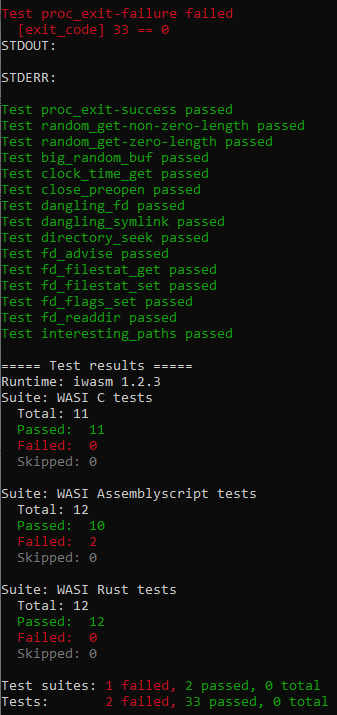 Test proc_exit-failure failed
[exit_code] 33 == 0
STDOUT:
STDERR:
Test proc_exit-success passed
Test random_get-non-zero-length passed
Test random_get-zero-length passed
Test big_random_buf passed
Test clock_time_get passed
Test close_preopen passed
Test dangling_fd passed
Test dangling_symlink passed
Test directory_seek passed
Test fd_advise passed
Test fd_filestat_get passed
Test fd_filestat_set passed
Test fd_flags_set passed
Test fd_readdir passed
Test interesting_paths passed
===== Test results =====
Runtime: iwasm 1.2.3
Suite: WASI C tests
Total: 11
Passed:  11
Failed:  0
Skipped: 0
Suite: WASI Assemblyscript tests
Total: 12
Passed:  10
Failed:  2
Skipped: 0
Suite: WASI Rust tests
Total: 12
Passed:  12
Failed:  0
Skipped: 0
Test suites: 1 failed, 2 passed, 0 total
Tests:       2 failed, 33 passed, 0 total